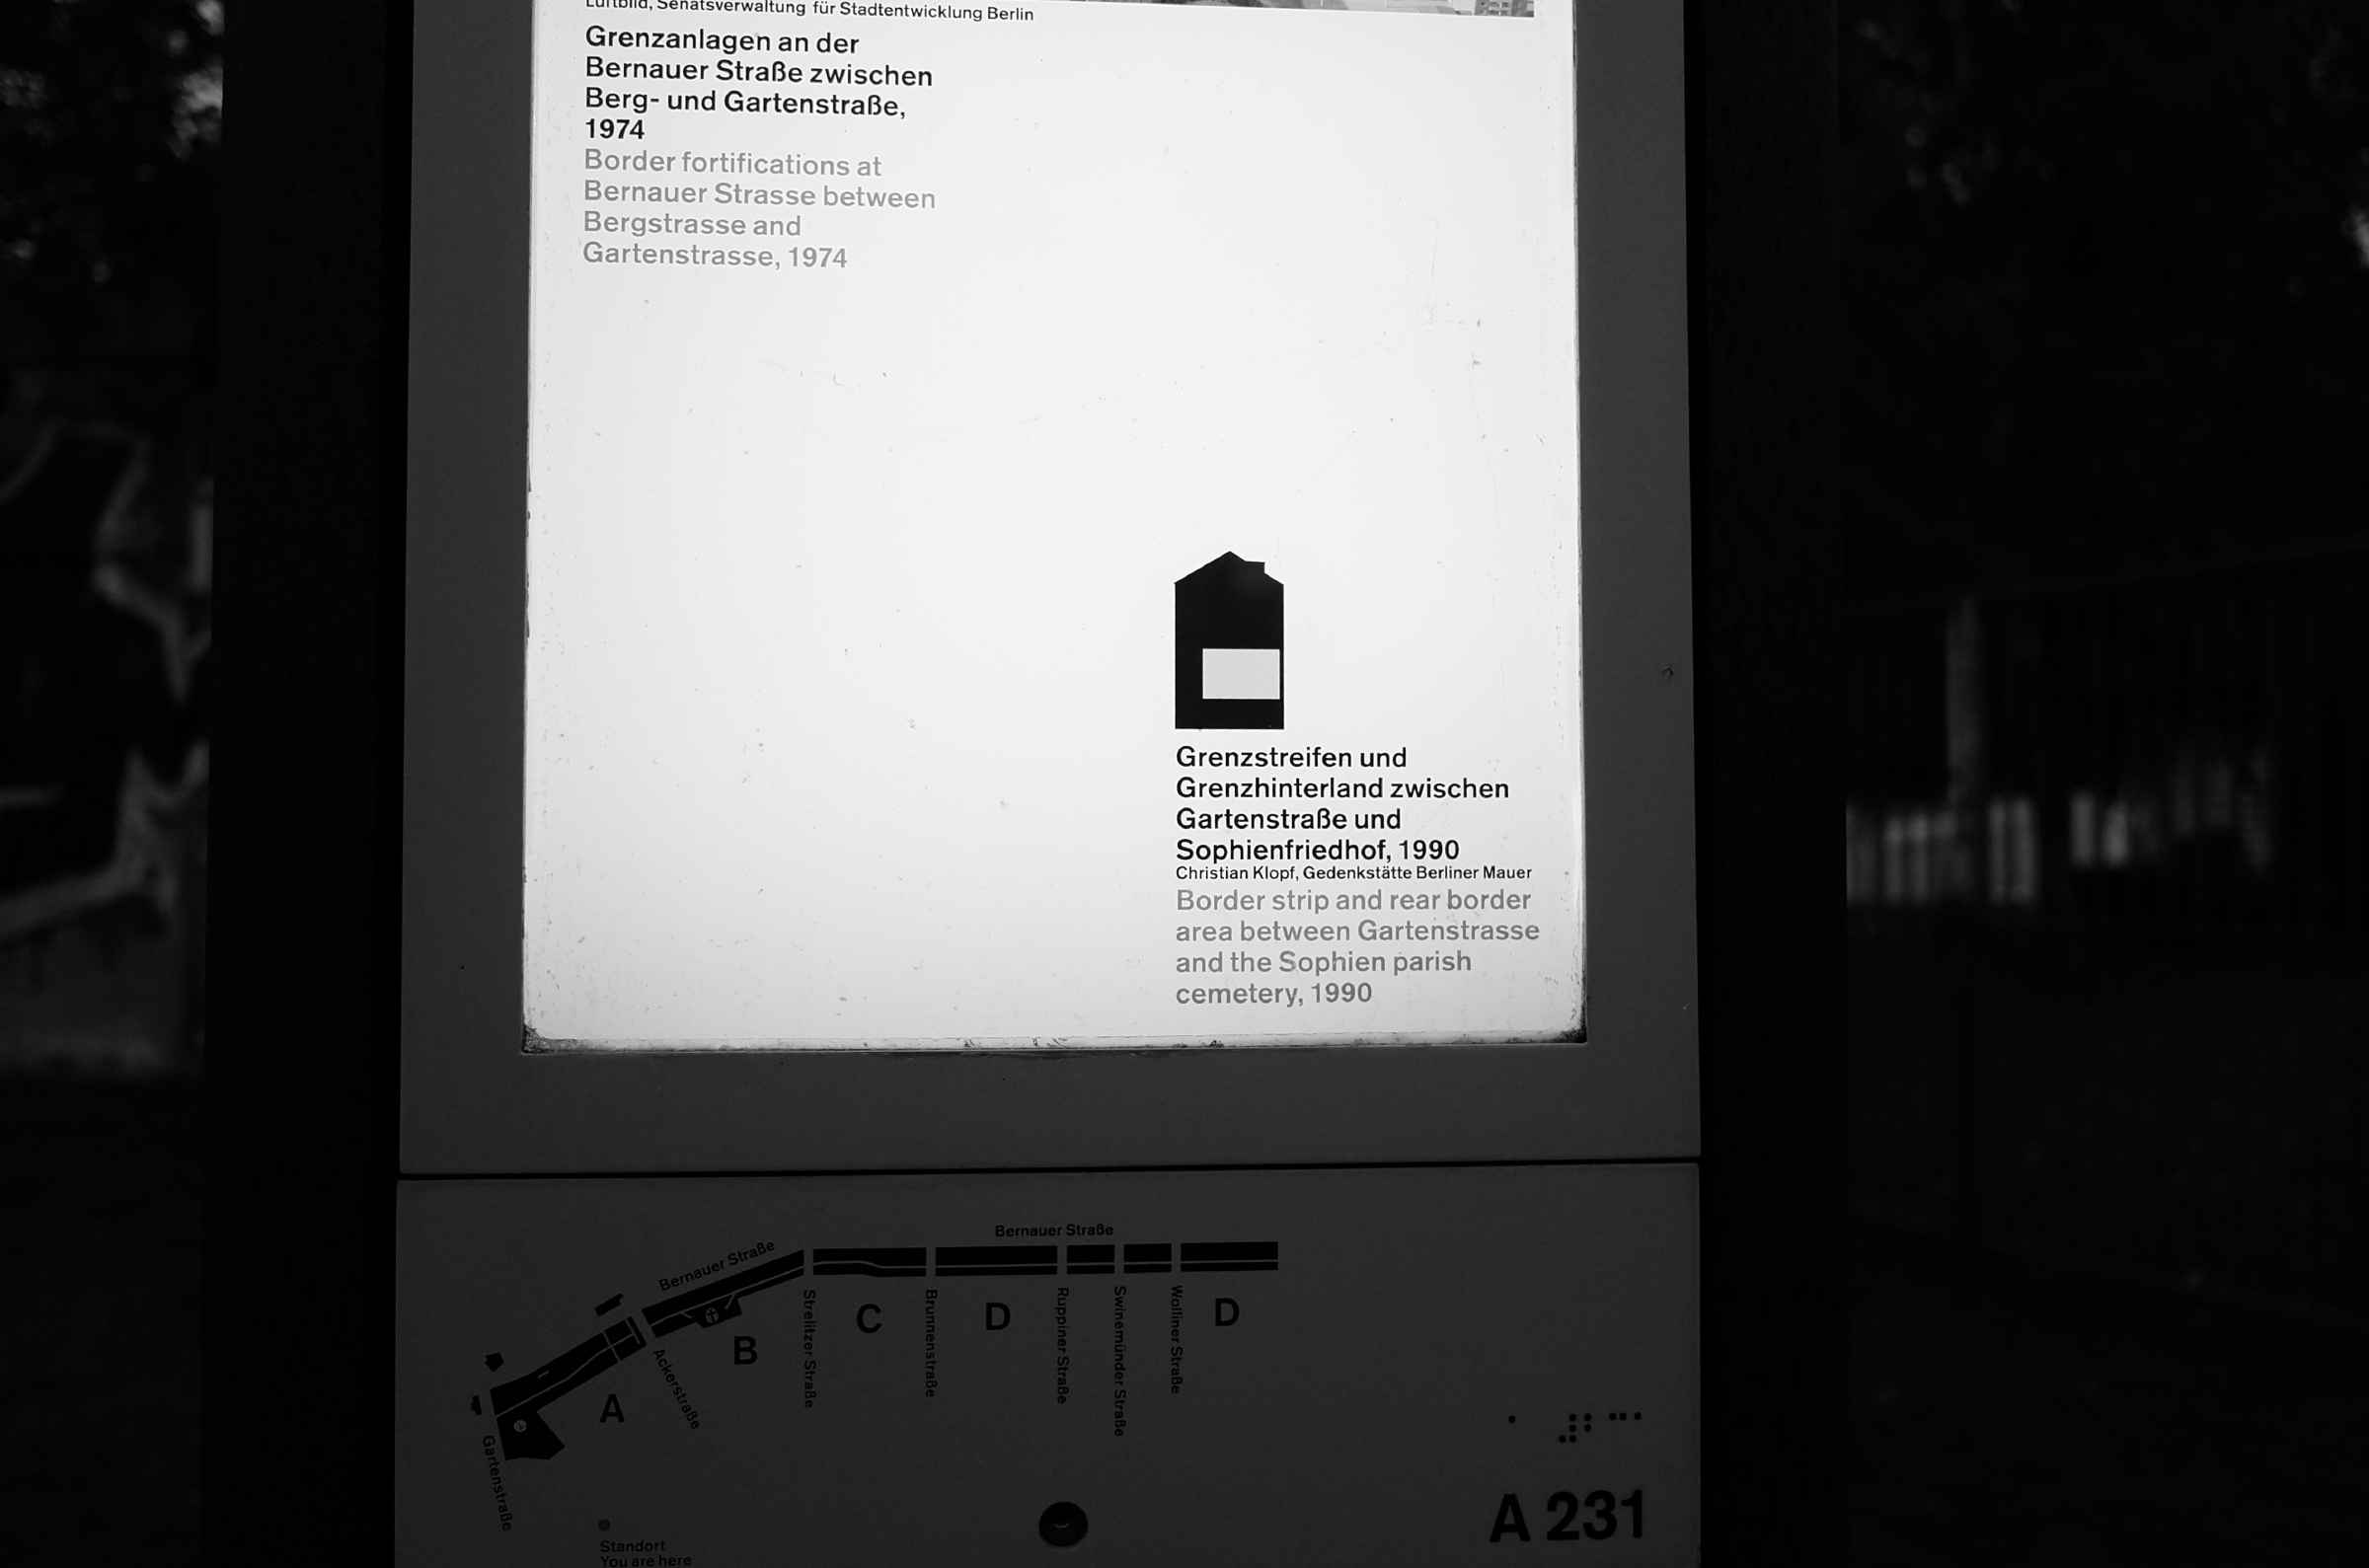 Luftbild, Senatsverwaltung für Stadtentwicklung Berlin
Grenzanlagen an der
Bernauer Straße zwischen
Berg- und Gartenstraße,
1974
Border fortifications at
Bernauer Strasse between
Bergstrasse and
Gartenstrasse, 1974
Grenzstreifen und
Grenzhinterland zwischen
Gartenstraße und
Sophienfriedhof, 1990
Christian Klopf, Gedenkstätte Berliner Mauer
Border strip and rear border
area between Gartenstrasse
and the Sophien parish
cemetery, 1990
Bernauer Straße
Bernauer Straße
Gartenstraße
A
Ackerstraße
B
Strelitzer Straße
C
Brunnenstraße
D
Ruppiner Straße
Swinemünder Straße
Wolliner Straße
D
Standort
You are here
A 231